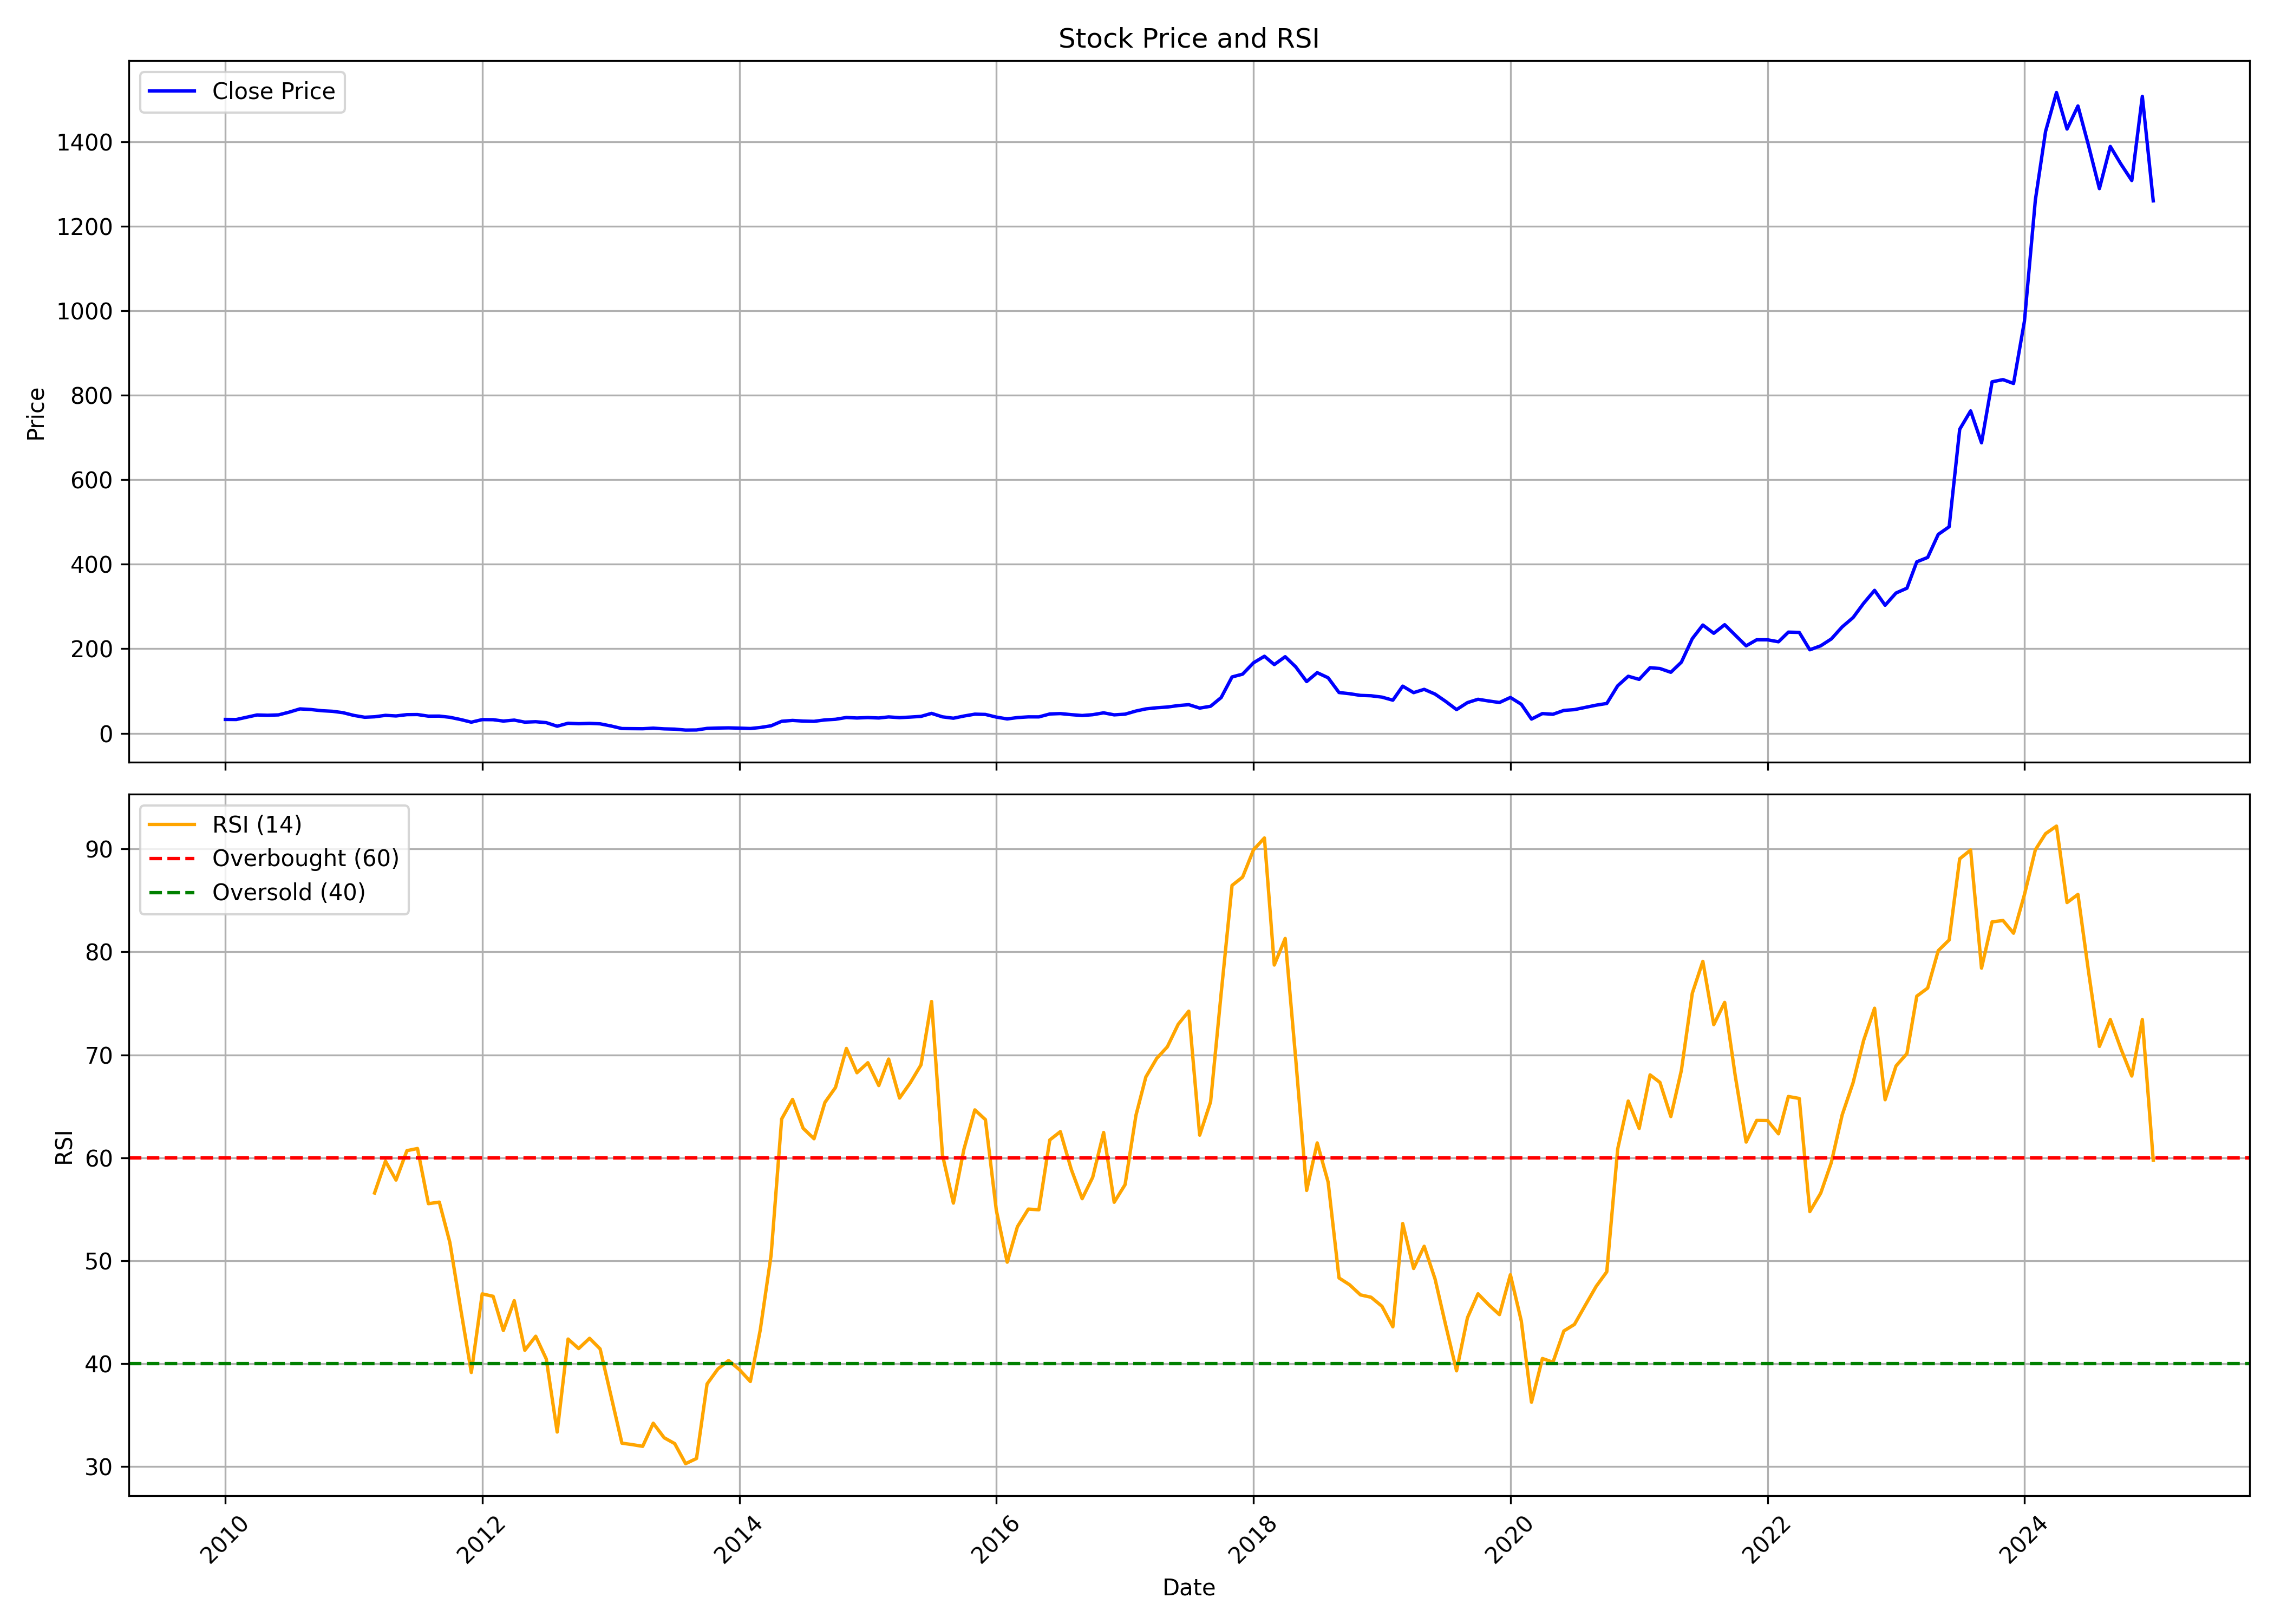 Stock Price and RSI
Close Price
Price
1400
1200
1000
800
600
400
200
0
RSI (14)
Overbought (60)
Oversold (40)
RSI
90
80
70
60
50
40
30
2010
2012
2014
2016
2018
2020
2022
2024
Date